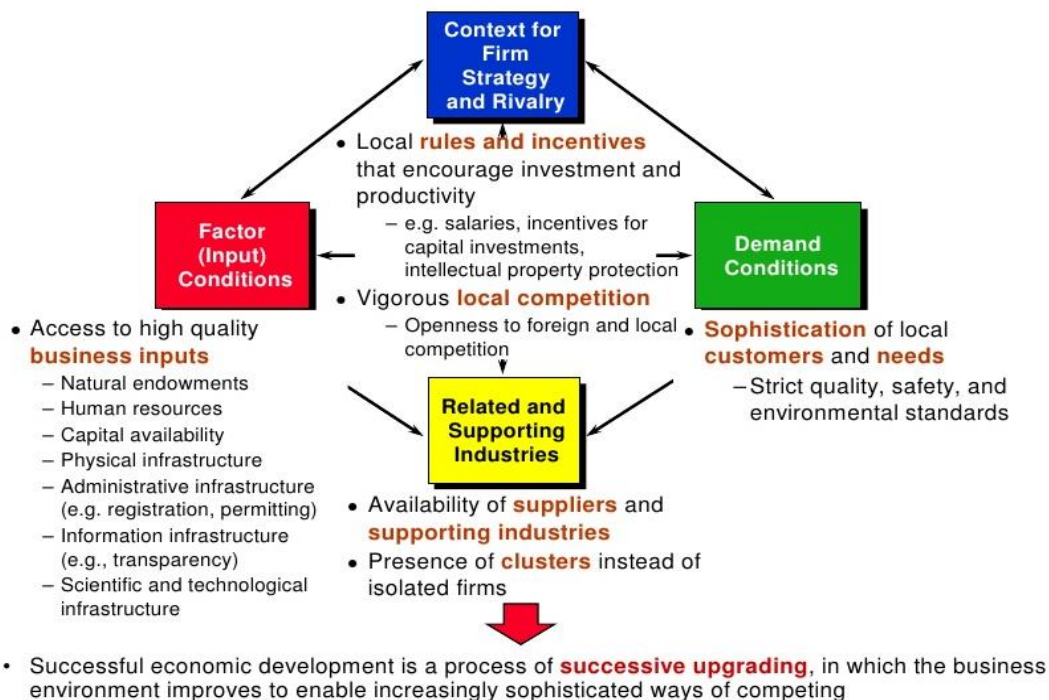 Context for
Firm
Strategy
and Rivalry
• Local rules and incentives
that encourage investment and
productivity
– e.g. salaries, incentives for
capital investments,
intellectual property protection
• Vigorous local competition
– Openness to foreign and local
competition
Factor
(Input)
Conditions
• Access to high quality
business inputs
– Natural endowments
– Human resources
– Capital availability
– Physical infrastructure
– Administrative infrastructure
(e.g. registration, permitting)
– Information infrastructure
(e.g., transparency)
– Scientific and technological
infrastructure
Demand
Conditions
• Sophistication of local
customers and needs
–Strict quality, safety, and
environmental standards
Related and
Supporting
Industries
• Availability of suppliers and
supporting industries
• Presence of clusters instead of
isolated firms
• Successful economic development is a process of successive upgrading, in which the business
environment improves to enable increasingly sophisticated ways of competing